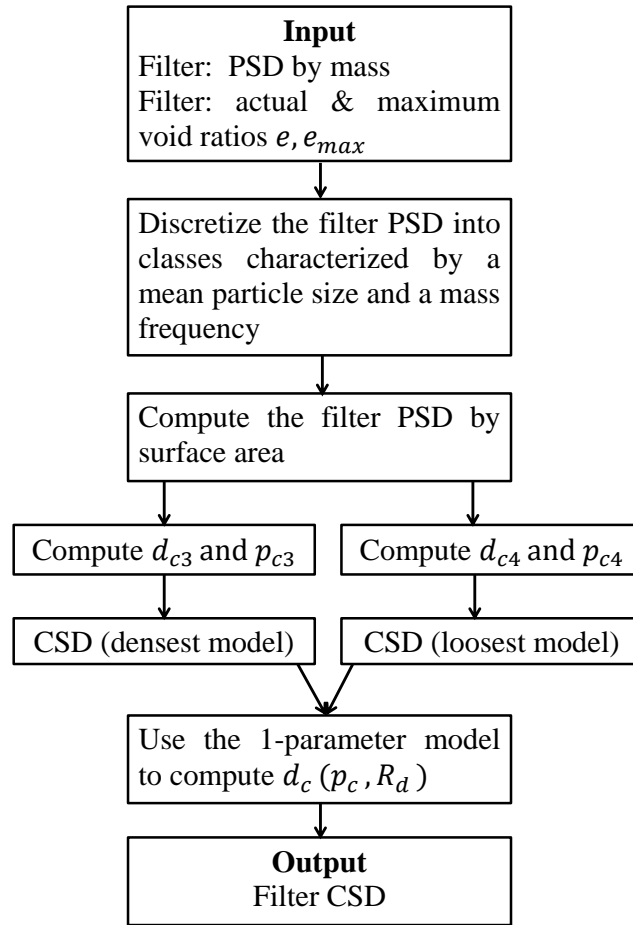 Input
Filter: PSD by mass
Filter: actual & maximum
void ratios e, e_max
Discretize the filter PSD into
classes characterized by a
mean particle size and a mass
frequency
Compute the filter PSD by
surface area
Compute d_c3 and p_c3
Compute d_c4 and p_c4
CSD (densest model)
CSD (loosest model)
Use the 1-parameter model
to compute d_c (p_c , R_d )
Output
Filter CSD